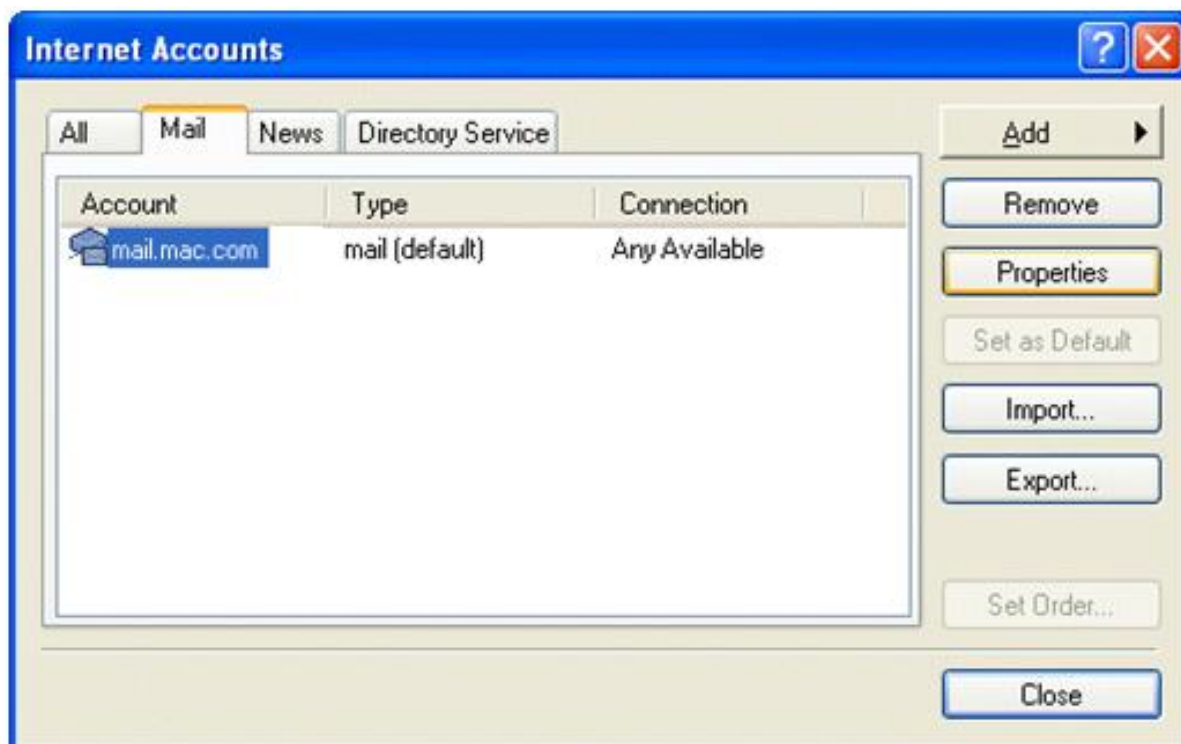 Internet Accounts
?
All Mail News Directory Service
Add
Account Type Connection
Remove
mail.mac.com mail (default) Any Available
Properties
Set as Default
Import...
Export...
Set Order...
Close